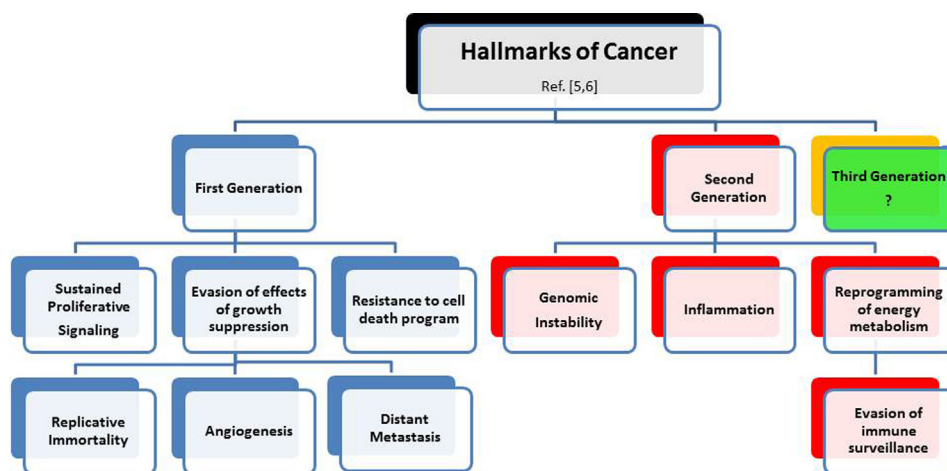 Hallmarks of Cancer
Ref. [5,6]
First Generation
Second
Generation
Third Generation
?
Sustained
Proliferative
Signaling
Evasion of effects
of growth
suppression
Resistance to cell
death program
Genomic
Instability
Inflammation
Reprogramming
of energy
metabolism
Replicative
Immortality
Angiogenesis
Distant
Metastasis
Evasion of
immune
surveillance